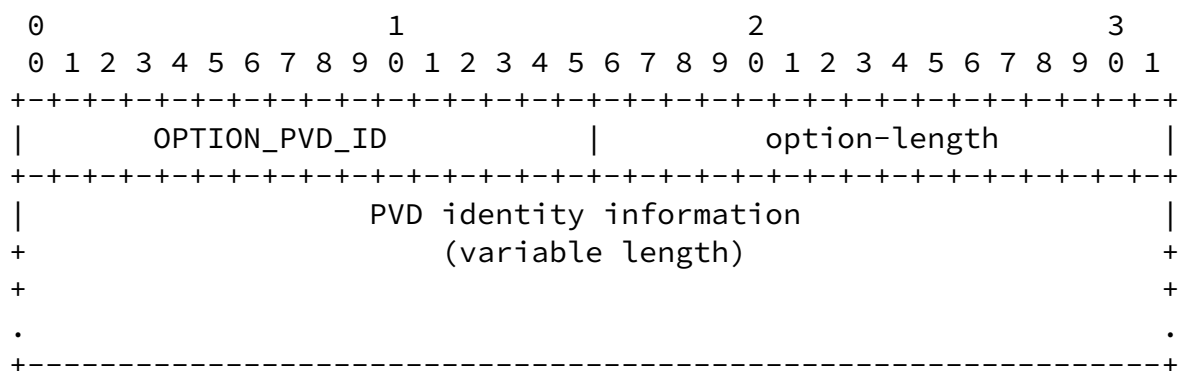 0                   1                   2                   3
 0 1 2 3 4 5 6 7 8 9 0 1 2 3 4 5 6 7 8 9 0 1 2 3 4 5 6 7 8 9 0 1
+-+-+-+-+-+-+-+-+-+-+-+-+-+-+-+-+-+-+-+-+-+-+-+-+-+-+-+-+-+-+-+-+
|       OPTION_PVD_ID           |         option-length         |
+-+-+-+-+-+-+-+-+-+-+-+-+-+-+-+-+-+-+-+-+-+-+-+-+-+-+-+-+-+-+-+-+
|                   PVD identity information                    |
+                       (variable length)                       +
+                                                               +
.                                                               .
+---------------------------------------------------------------+